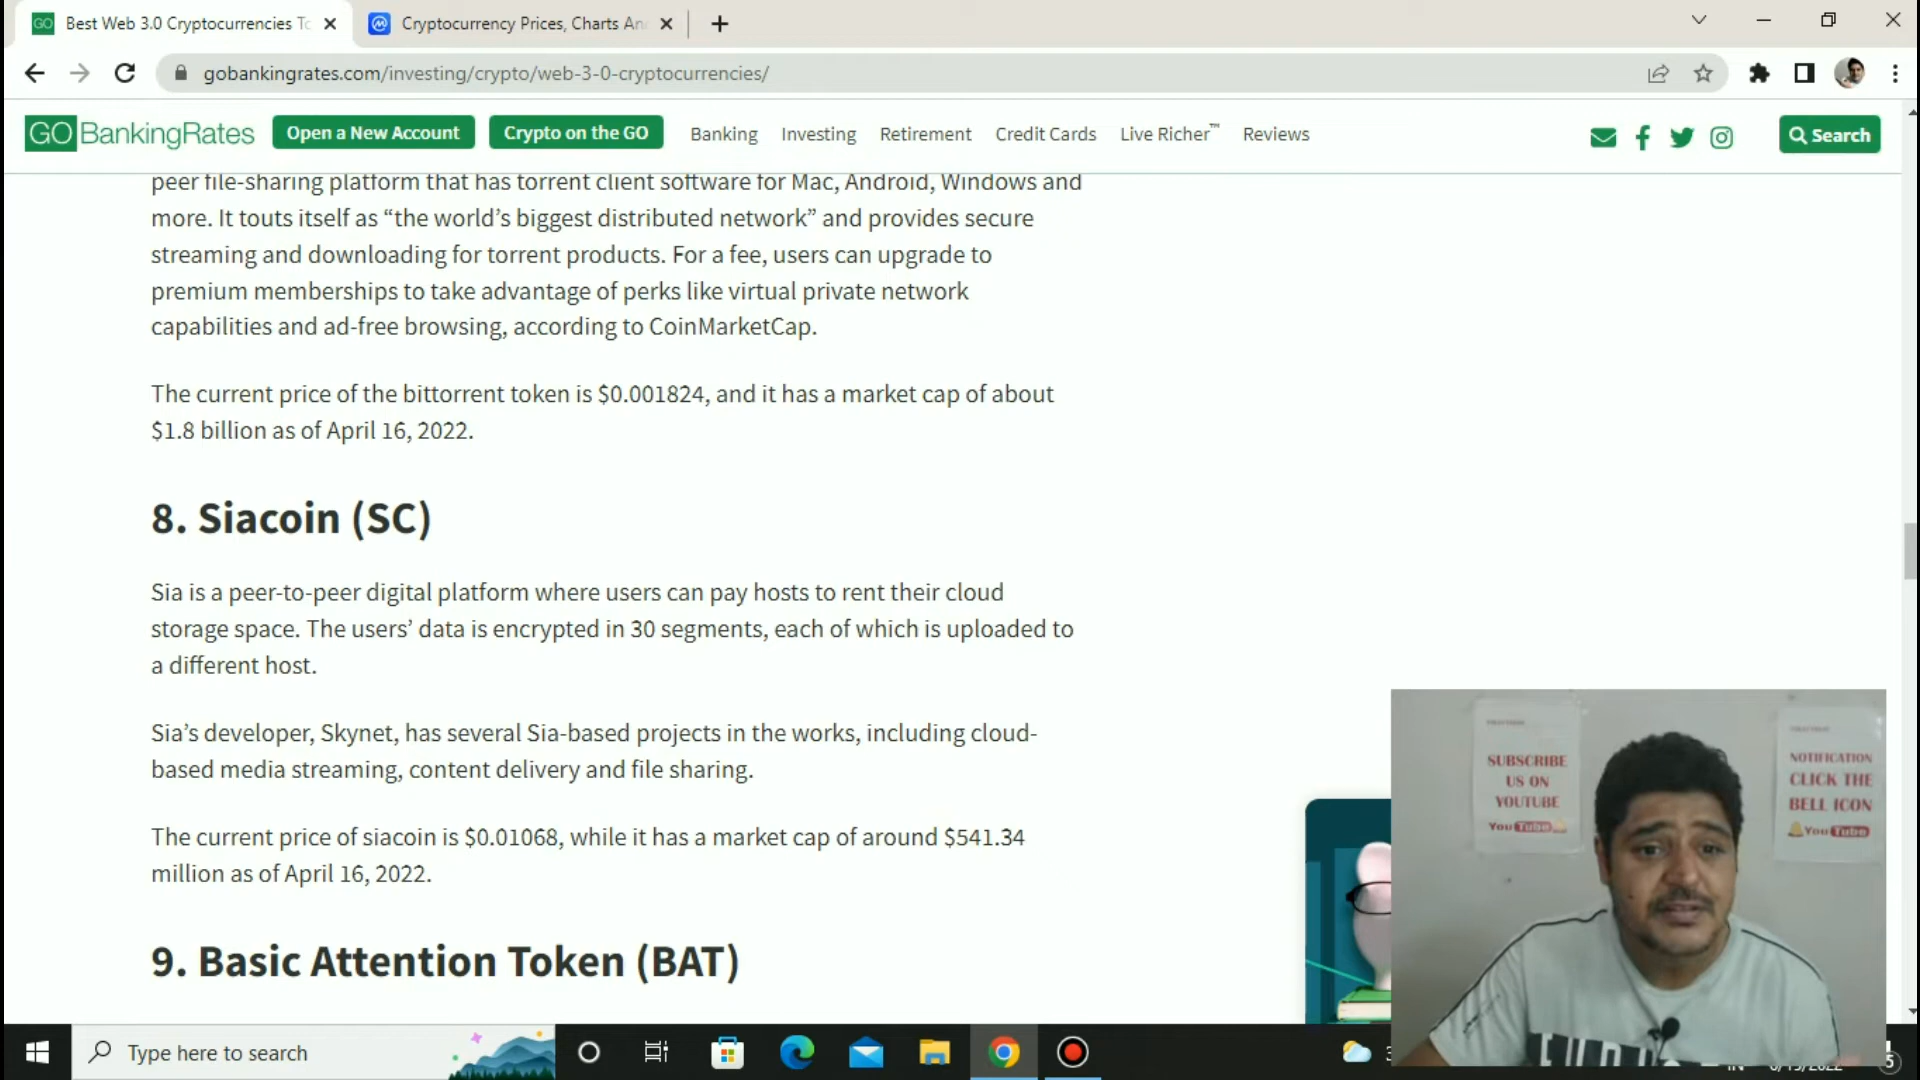 GO Best Web 3.0 Cryptocurrencies To
Cryptocurrency Prices, Charts An
gobankingrates.com/investing/crypto/web-3-0-cryptocurrencies/
GOBankingRates Open a New Account Crypto on the GO Banking Investing Retirement Credit Cards Live Richer™ Reviews Search
peer file-sharing platform that has torrent client software for Mac, Android, Windows and
more. It touts itself as “the world’s biggest distributed network” and provides secure
streaming and downloading for torrent products. For a fee, users can upgrade to
premium memberships to take advantage of perks like virtual private network
capabilities and ad-free browsing, according to CoinMarketCap.
The current price of the bittorrent token is $0.001824, and it has a market cap of about
$1.8 billion as of April 16, 2022.
8. Siacoin (SC)
Sia is a peer-to-peer digital platform where users can pay hosts to rent their cloud
storage space. The users’ data is encrypted in 30 segments, each of which is uploaded to
a different host.
Sia’s developer, Skynet, has several Sia-based projects in the works, including cloud-
based media streaming, content delivery and file sharing.
The current price of siacoin is $0.01068, while it has a market cap of around $541.34
million as of April 16, 2022.
9. Basic Attention Token (BAT)
SUBSCRIBE
US ON
YOUTUBE
YouTube
NOTIFICATION
CLICK THE
BELL ICON
YouTube
Type here to search